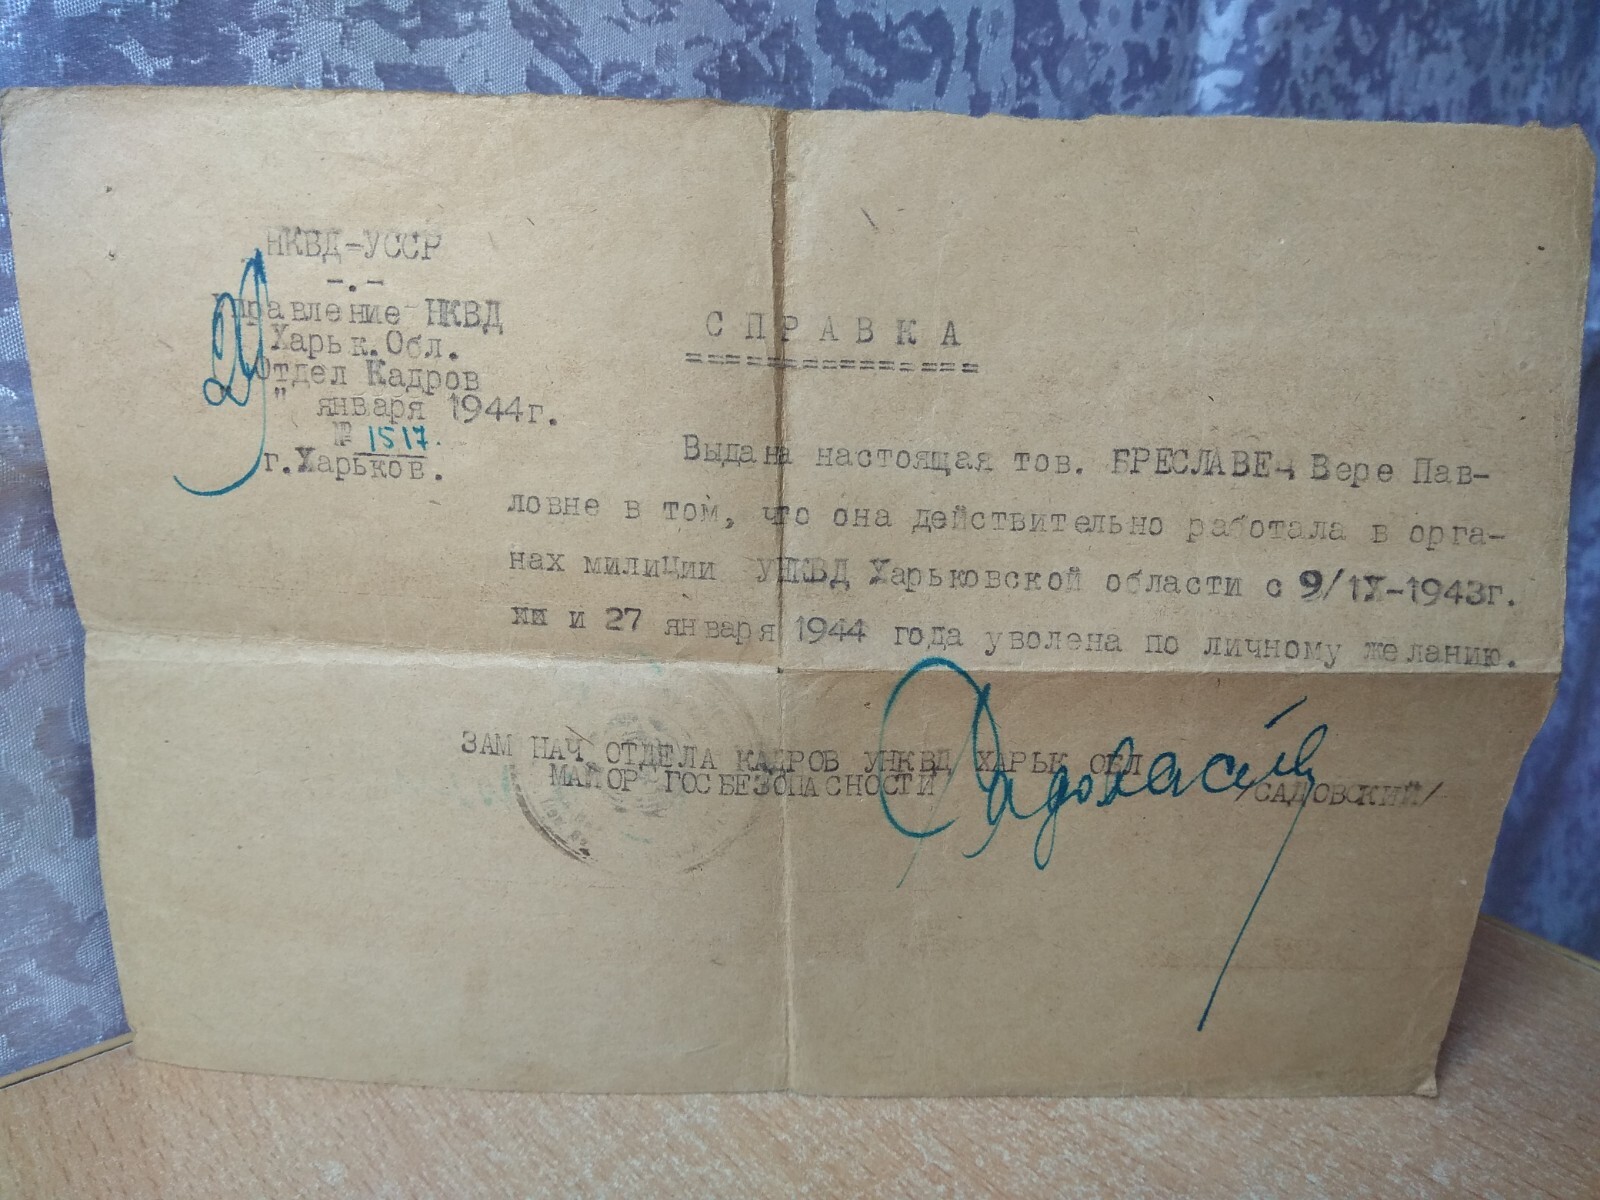 НКВД-УССР
-.-
Управление НКВД
Харьк.Обл.
Отдел Кадров
" января 1944г.
№ 1517.
г.Харьков.
СПРАВКА
=============
Выдана настоящая тов. БРЕСЛАВЕЦ Вере Пав-
ловне в том, что она действительно работала в орга-
нах милиции УНКВД Харьковской области с 9/IX-1943г.
и 27 января 1944 года уволена по личному желанию.
ЗАМ НАЧ ОТДЕЛА КАДРОВ УНКВД ХАРЬК ОБЛ
МАЙОР ГОСБЕЗОПАСНОСТИ /САДОВСКИЙ/